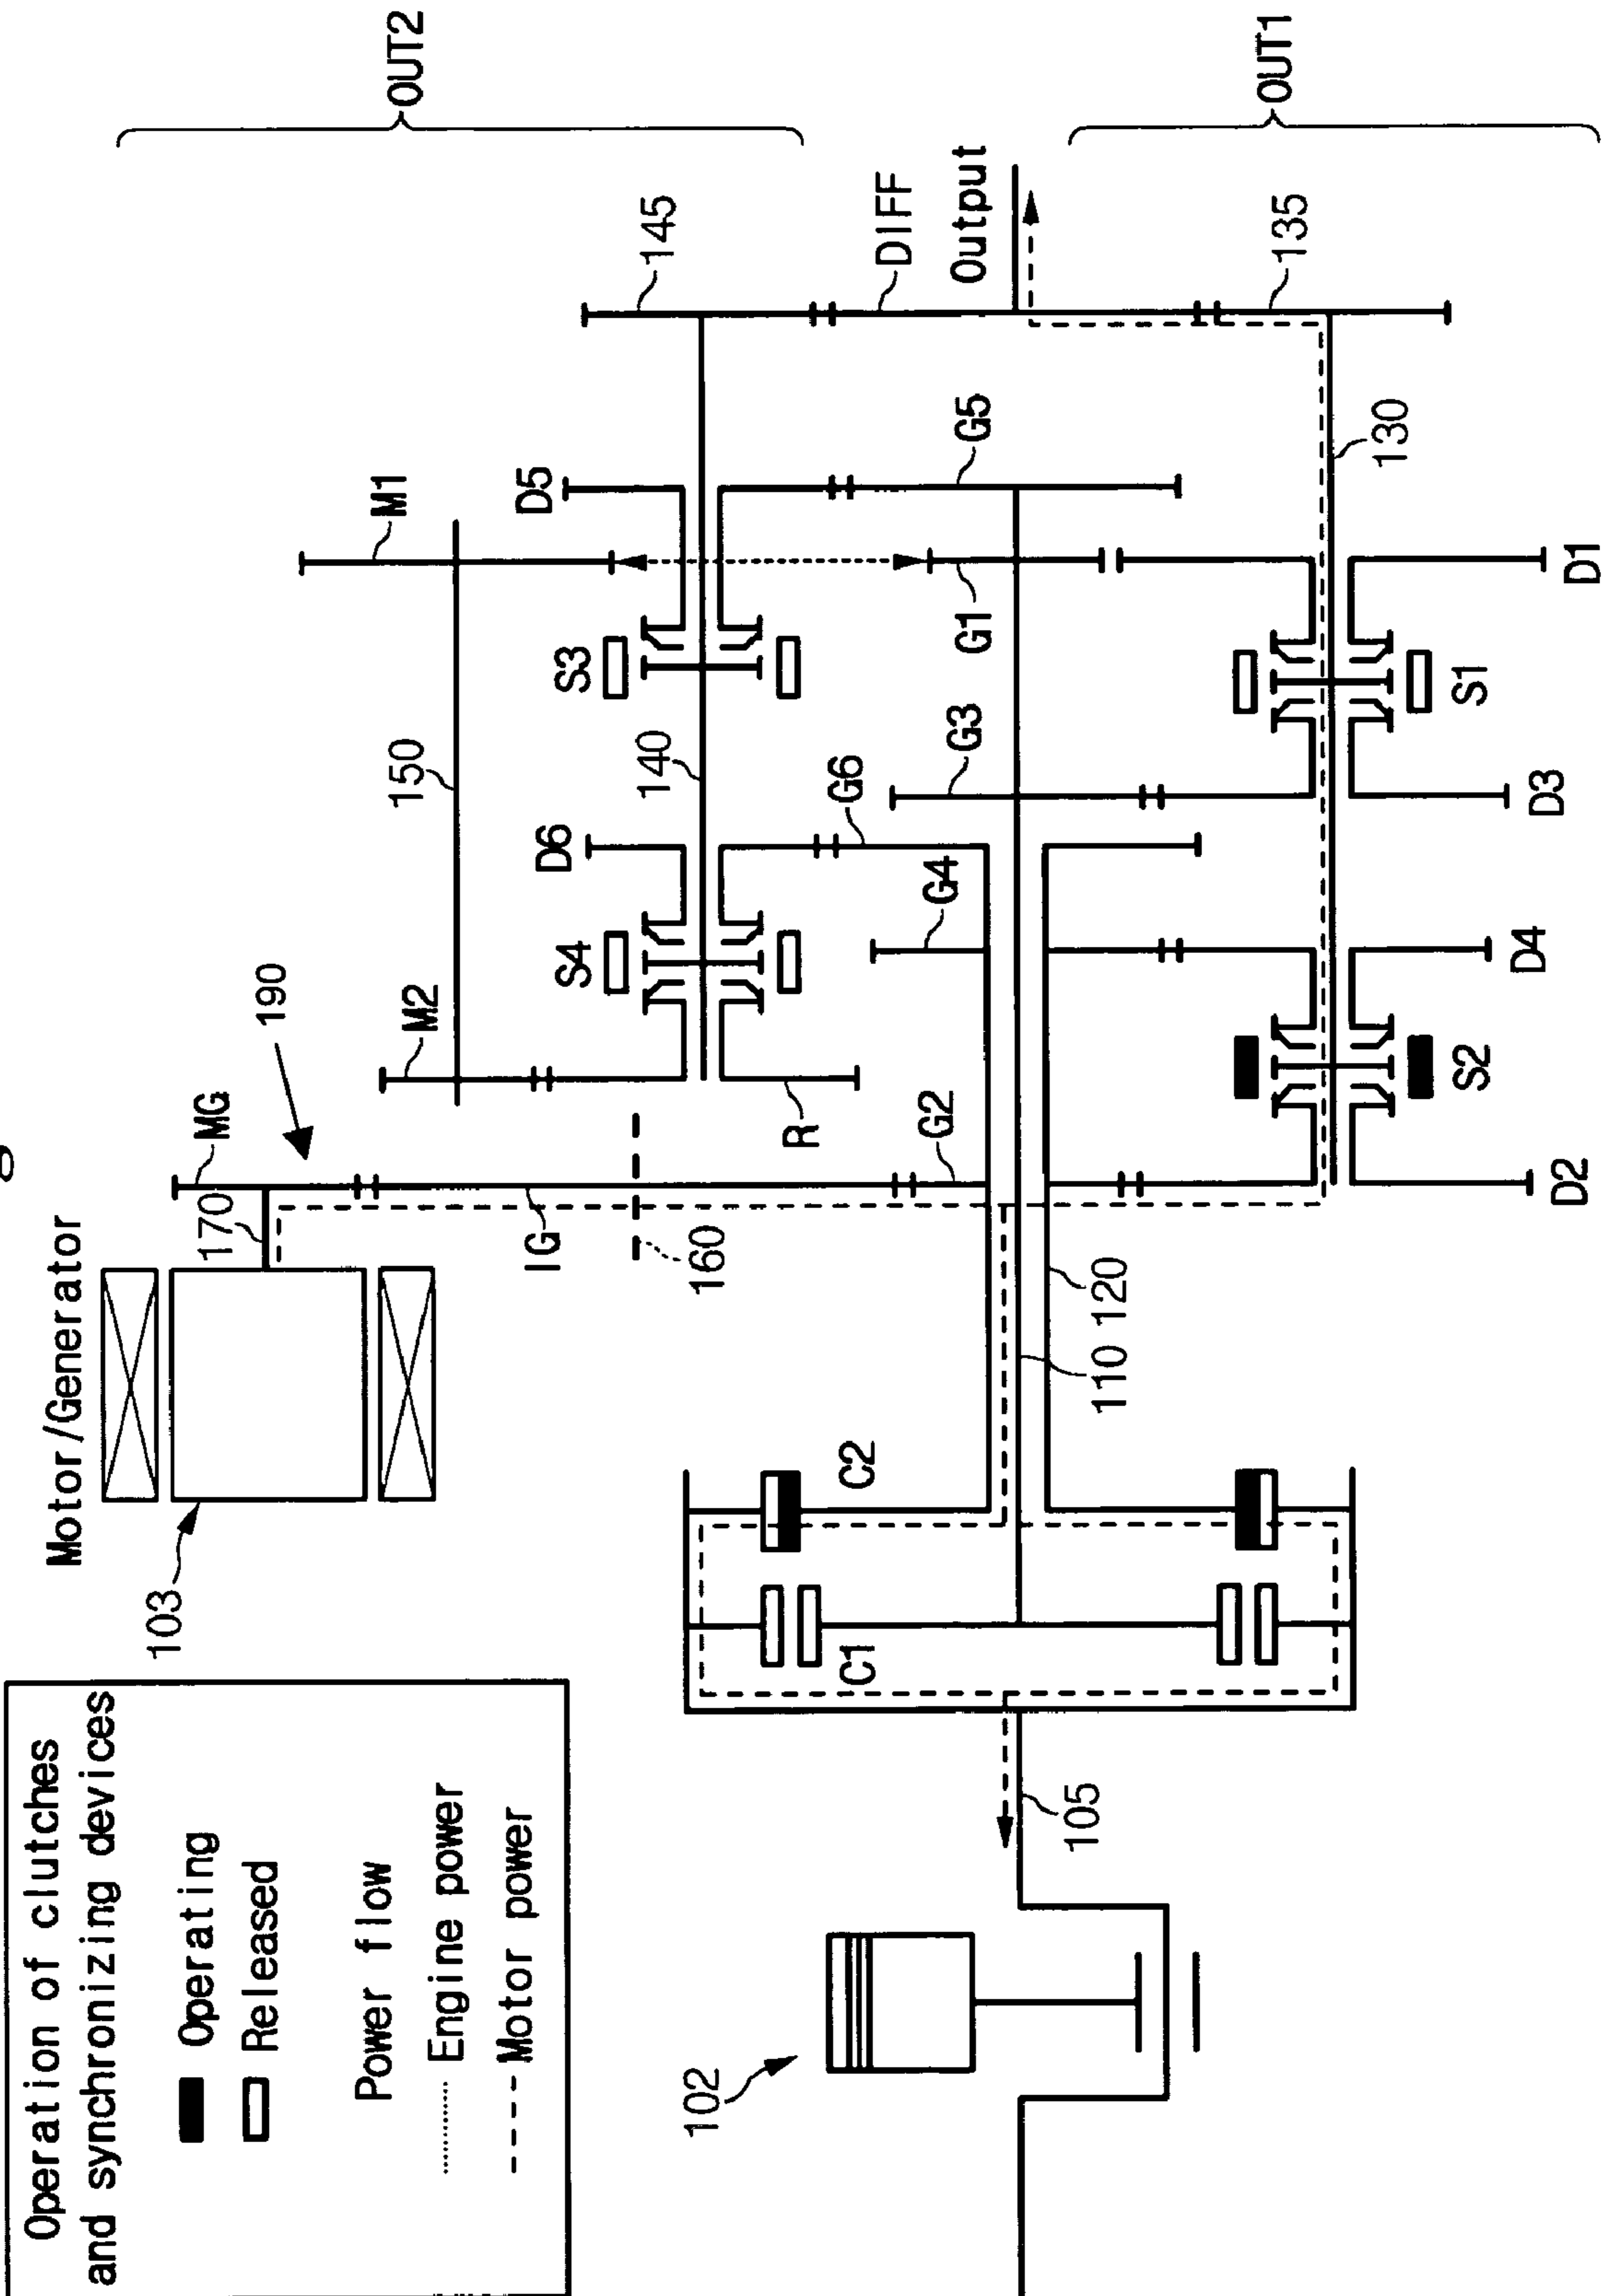 Operation of clutches
and synchronizing devices
Operating
Released
Power flow
Engine power
Motor power
Motor/Generator
103
170
MG
190
M2
150
M1
OUT2
IG
160
R
S4
D6
140
S3
D5
145
G2
G4
G6
G3
G1
G5
DIFF
Output
102
105
C1
C2
110
120
D2
S2
D4
D3
S1
D1
130
135
OUT1